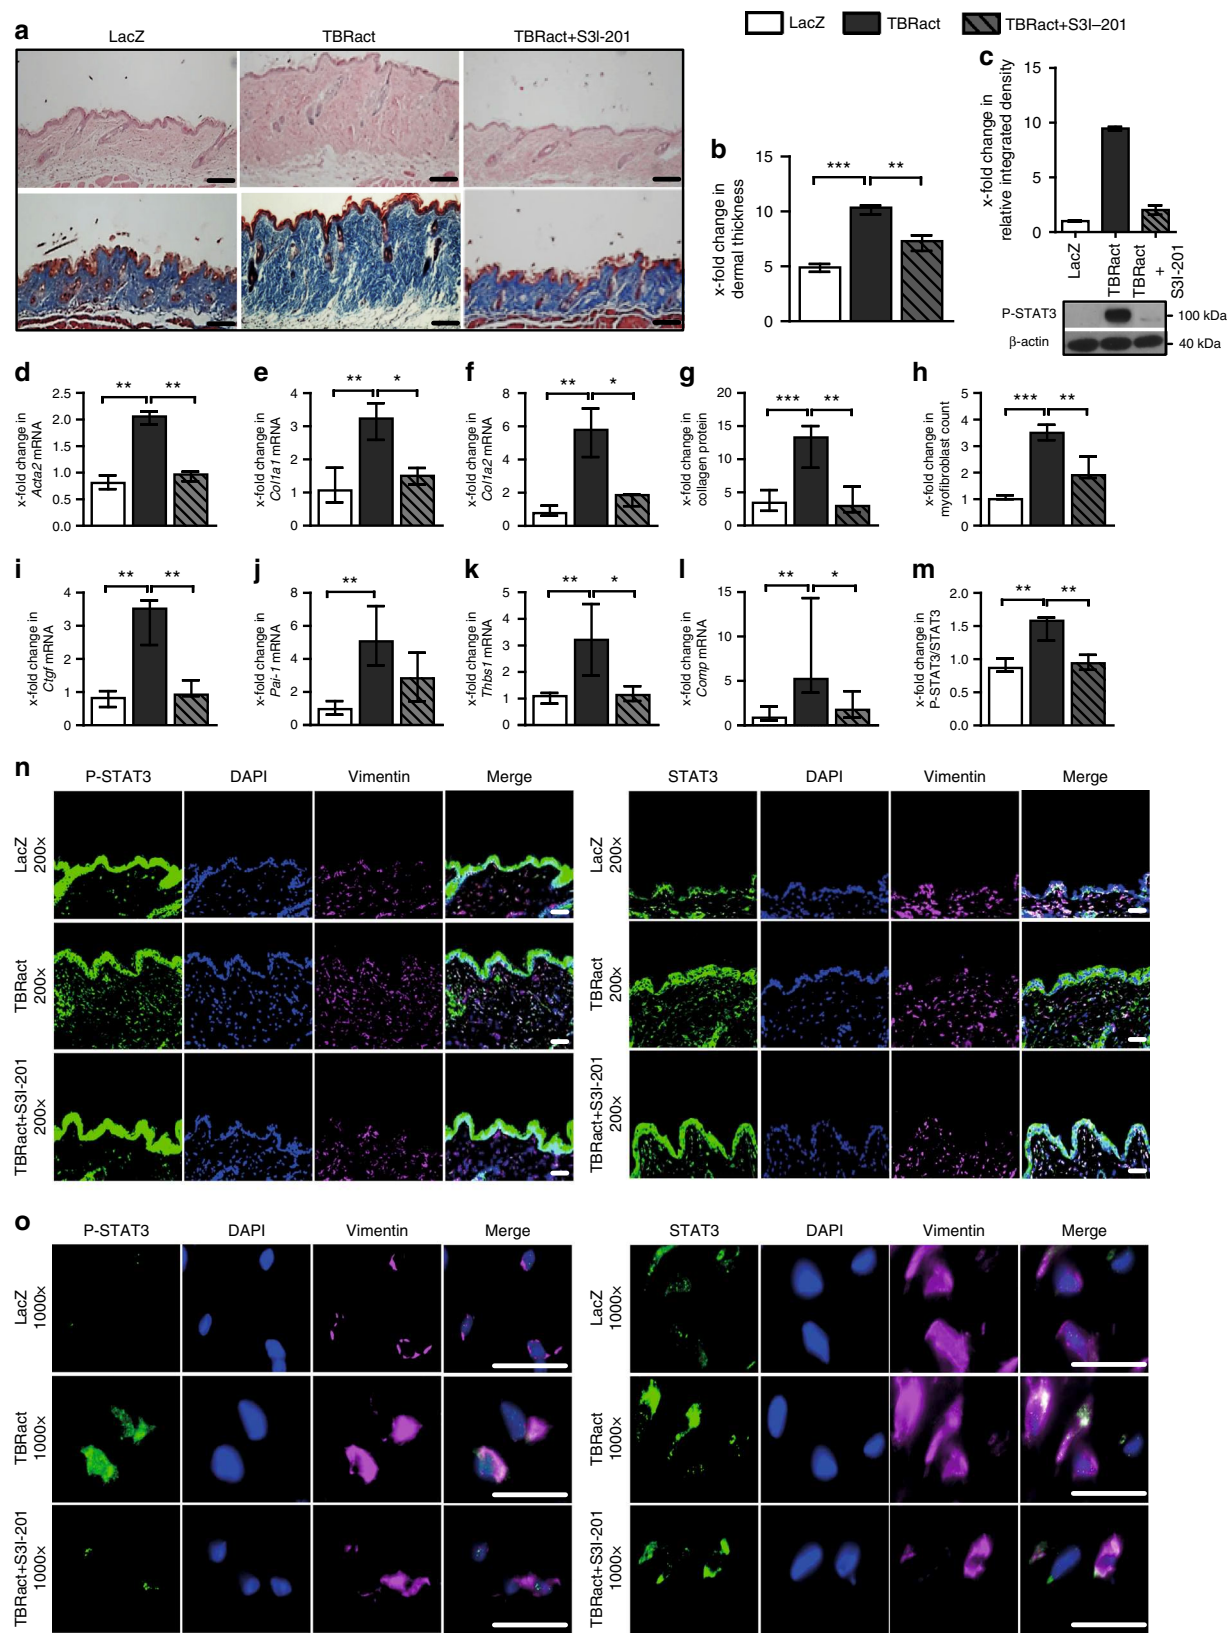 LacZ TBRact TBRact+S3I–201
a
LacZ TBRact TBRact+S3I-201
b
x-fold change in
dermal thickness
15
10
5
0
*** **
c
x-fold change in
relative integrated density
15
10
5
0
LacZ
TBRact
TBRact
+
S3I-201
P-STAT3 100 kDa
β-actin 40 kDa
d
x-fold change in
Acta2 mRNA
2.5
2.0
1.5
1.0
0.5
0.0
** **
e
x-fold change in
Col1a1 mRNA
4
3
2
1
0
** *
f
x-fold change in
Col1a2 mRNA
8
6
4
2
0
** *
g
x-fold change in
collagen protein
20
15
10
5
0
*** **
h
x-fold change in
myofibroblast count
5
4
3
2
1
0
*** **
i
x-fold change in
Ctgf mRNA
4
3
2
1
0
** **
j
x-fold change in
Pai-1 mRNA
8
6
4
2
0
**
k
x-fold change in
Thbs1 mRNA
5
4
3
2
1
0
** *
l
x-fold change in
Comp mRNA
15
10
5
0
** *
m
x-fold change in
P-STAT3/STAT3
2.0
1.5
1.0
0.5
0.0
** **
n
P-STAT3 DAPI Vimentin Merge
LacZ
200×
TBRact
200×
TBRact+S3I-201
200×
STAT3 DAPI Vimentin Merge
LacZ
200×
TBRact
200×
TBRact+S3I-201
200×
o
P-STAT3 DAPI Vimentin Merge
LacZ
1000×
TBRact
1000×
TBRact+S3I-201
1000×
STAT3 DAPI Vimentin Merge
LacZ
1000×
TBRact
1000×
TBRact+S3I-201
1000×